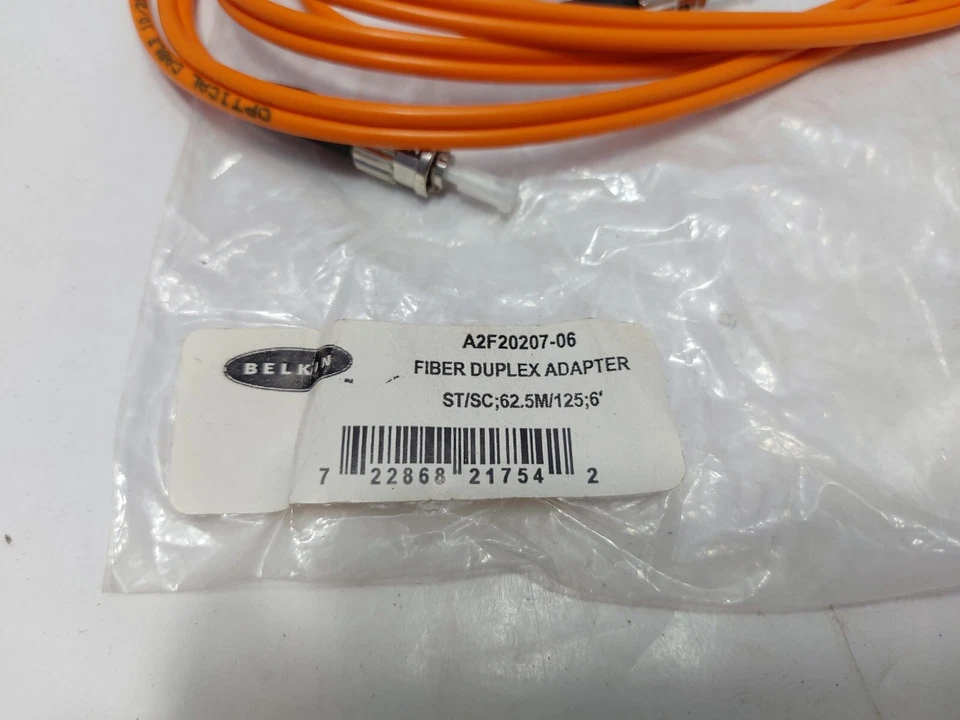 OPTICAL CABLE
BELKIN
A2F20207-06
FIBER DUPLEX ADAPTER
ST/SC;62.5M/125;6'
7 22868 21754 2